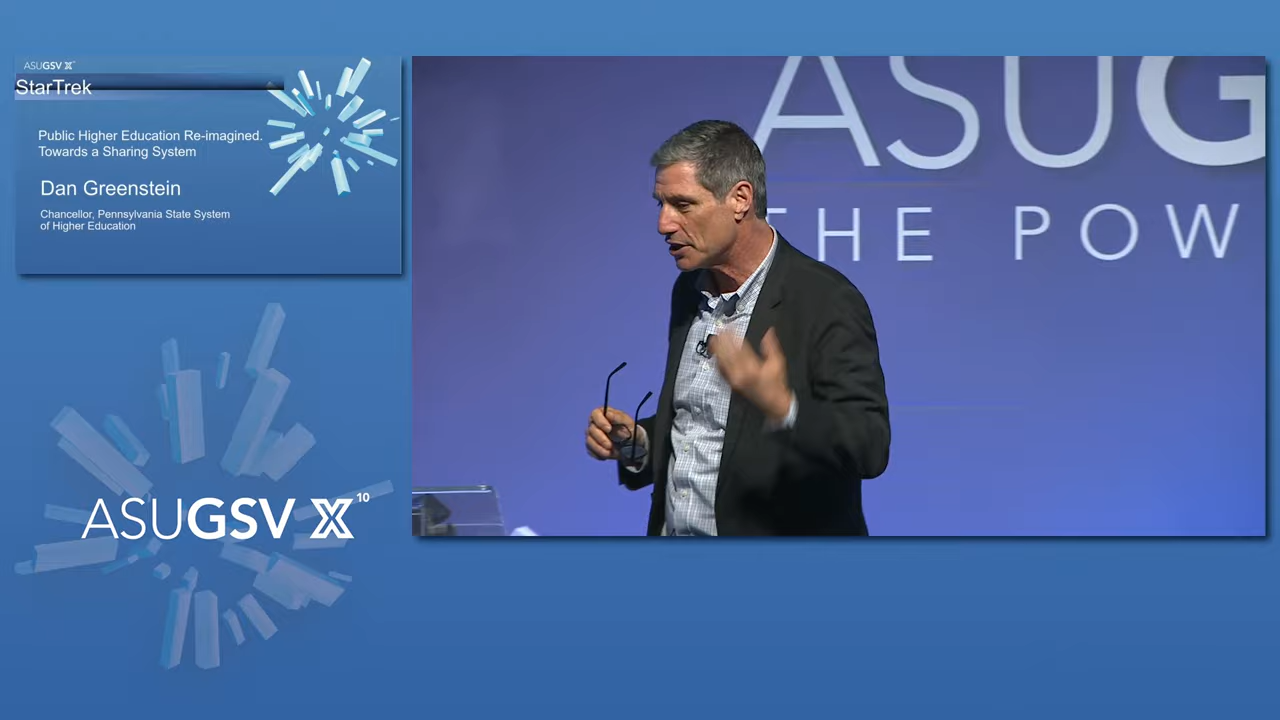 ASUGSV X
StarTrek
Public Higher Education Re-imagined.
Towards a Sharing System
Dan Greenstein
Chancellor, Pennsylvania State System
of Higher Education
ASUGSV X10
ASUG
THE POW